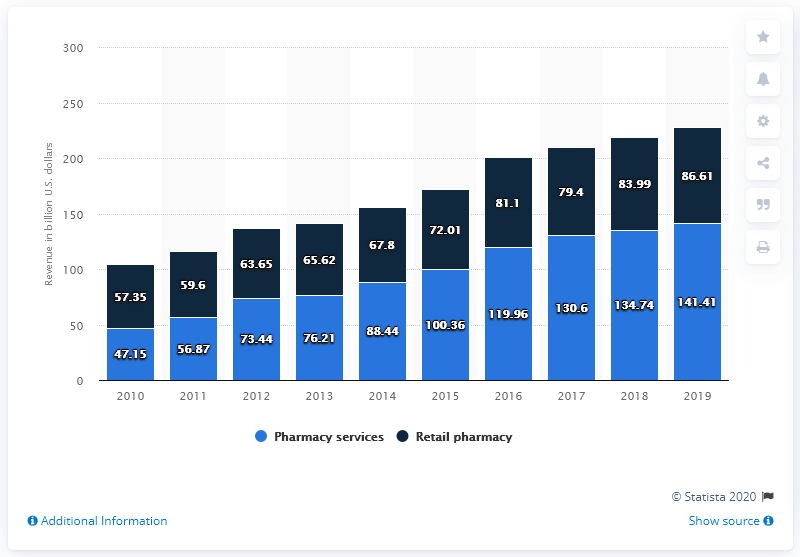 300
250
200
150
100
50
0
Revenue in billion U.S. dollars
57.35 59.6 63.65 65.62 67.8 72.01 81.1 79.4 83.99 86.61
47.15 56.87 73.44 76.21 88.44 100.36 119.96 130.6 134.74 141.41
2010 2011 2012 2013 2014 2015 2016 2017 2018 2019
Pharmacy services Retail pharmacy
© Statista 2020
Additional Information Show source